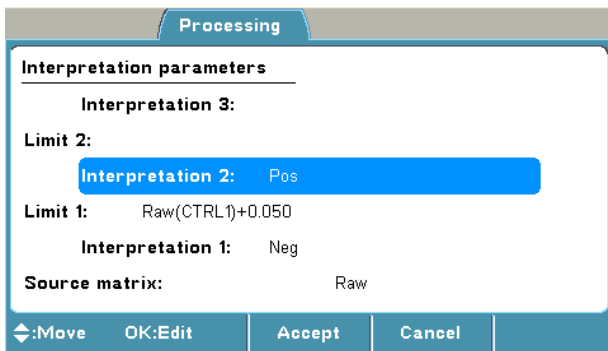 Processing
Interpretation parameters
Interpretation 3:
Limit 2:
Interpretation 2: Pos
Limit 1: Raw(CTRL1)+0.050
Interpretation 1: Neg
Source matrix: Raw
:Move OK:Edit Accept Cancel